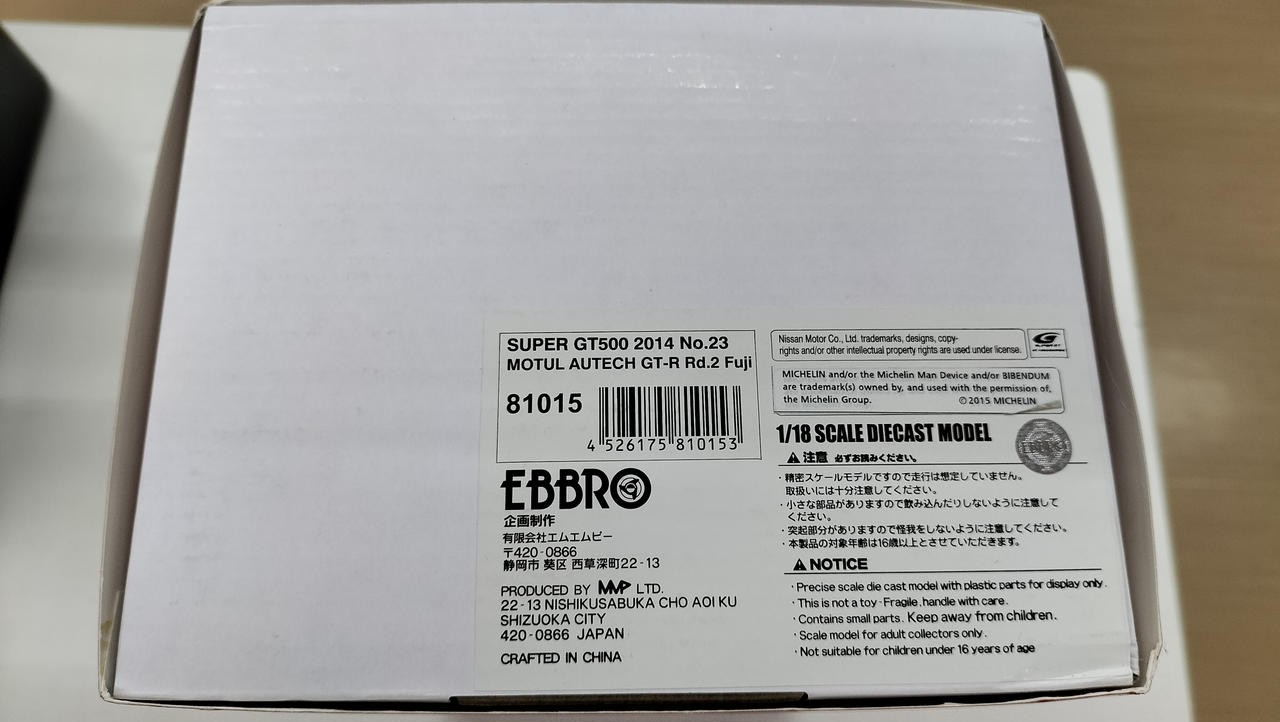 SUPER GT500 2014 No.23
MOTUL AUTECH GT-R Rd.2 Fuji
81015
4 526175 810153
EBBRO
企画制作
有限会社エムエムピー
〒420-0866
静岡市 葵区 西草深町22-13
PRODUCED BY MMP LTD.
22-13 NISHIKUSABUKA CHO AOI KU
SHIZUOKA CITY
420-0866 JAPAN
CRAFTED IN CHINA
Nissan Motor Co., Ltd. trademarks, designs, copy-
rights and/or other intellectual property rights are used under license.
SUPER GT
MICHELIN and/or the Michelin Man Device and/or BIBENDUM
are trademark(s) owned by, and used with the permission of,
the Michelin Group.
©2015 MICHELIN
1/18 SCALE DIECAST MODEL
EBBRO
注意 必ずお読みください。
・精密スケールモデルですので走行は想定していません。
取扱いには十分注意してください。
・小さな部品がありますので飲み込んだりしないように注意して
ください。
・突起部分がありますので怪我をしないように注意してください。
・本製品の対象年齢は16歳以上とさせていただきます。
NOTICE
・Precise scale die cast model with plastic parts for display only.
・This is not a toy-Fragile, handle with care.
・Contains small parts. Keep away from children.
・Scale model for adult collectors only.
・Not suitable for children under 16 years of age